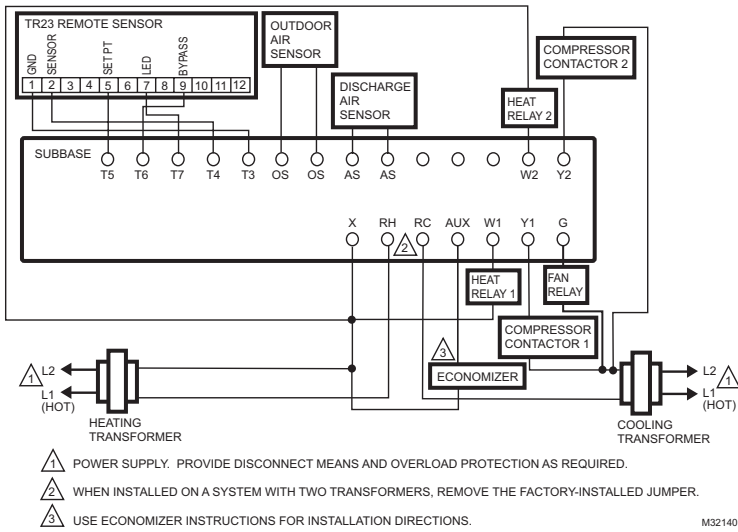 TR23 REMOTE SENSOR
GND
SENSOR
SET PT
LED
BYPASS
1 2 3 4 5 6 7 8 9 10 11 12
OUTDOOR
AIR
SENSOR
DISCHARGE
AIR
SENSOR
COMPRESSOR
CONTACTOR 2
HEAT
RELAY 2
SUBBASE
T5 T6 T7 T4 T3 OS OS AS AS W2 Y2
X RH RC AUX W1 Y1 G
2
HEAT
RELAY 1
FAN
RELAY
COMPRESSOR
CONTACTOR 1
3
ECONOMIZER
1
L2
L1
(HOT)
HEATING
TRANSFORMER
L2
1
L1
(HOT)
COOLING
TRANSFORMER
1 POWER SUPPLY. PROVIDE DISCONNECT MEANS AND OVERLOAD PROTECTION AS REQUIRED.
2 WHEN INSTALLED ON A SYSTEM WITH TWO TRANSFORMERS, REMOVE THE FACTORY-INSTALLED JUMPER.
3 USE ECONOMIZER INSTRUCTIONS FOR INSTALLATION DIRECTIONS.
M32140